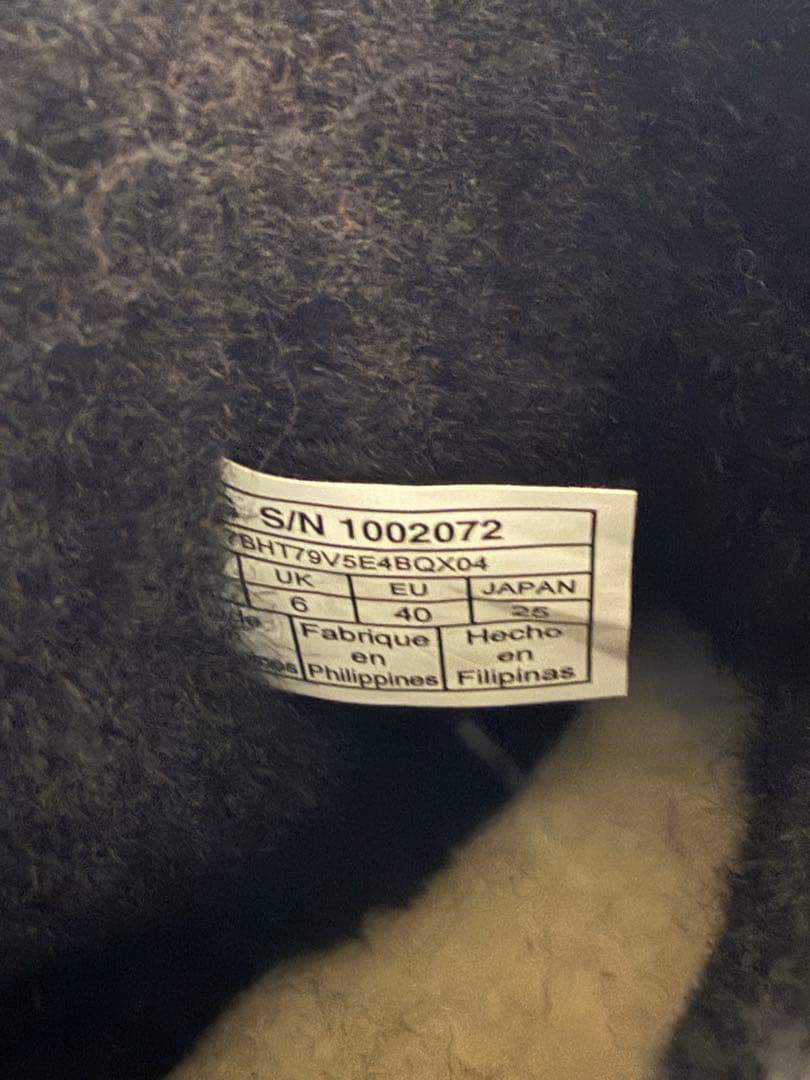 S/N 1002072
7BHT79V5E4BQX04
UK EU JAPAN
6 40 25
Fabrique en Philippines
Hecho en Filipinas